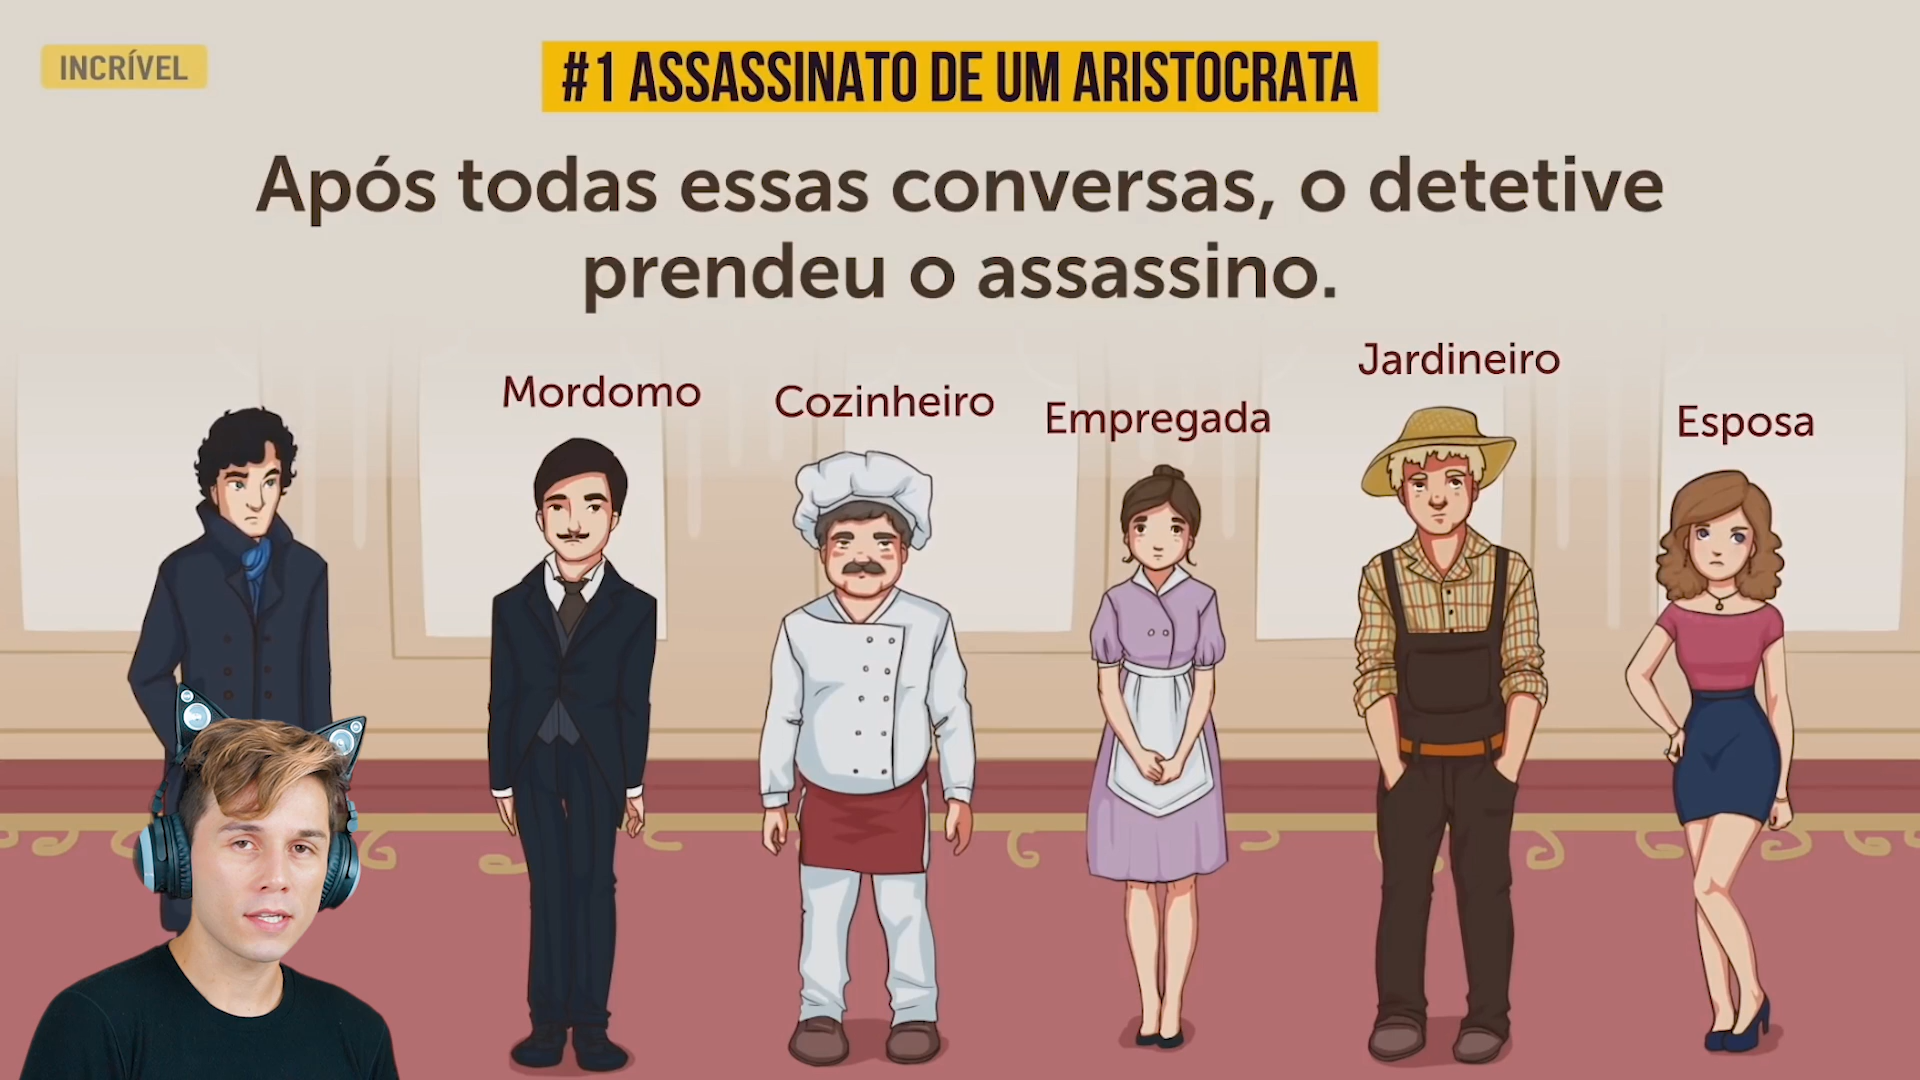 INCRÍVEL
#1 ASSASSINATO DE UM ARISTOCRATA
Após todas essas conversas, o detetive
prendeu o assassino.
Mordomo
Cozinheiro
Empregada
Jardineiro
Esposa